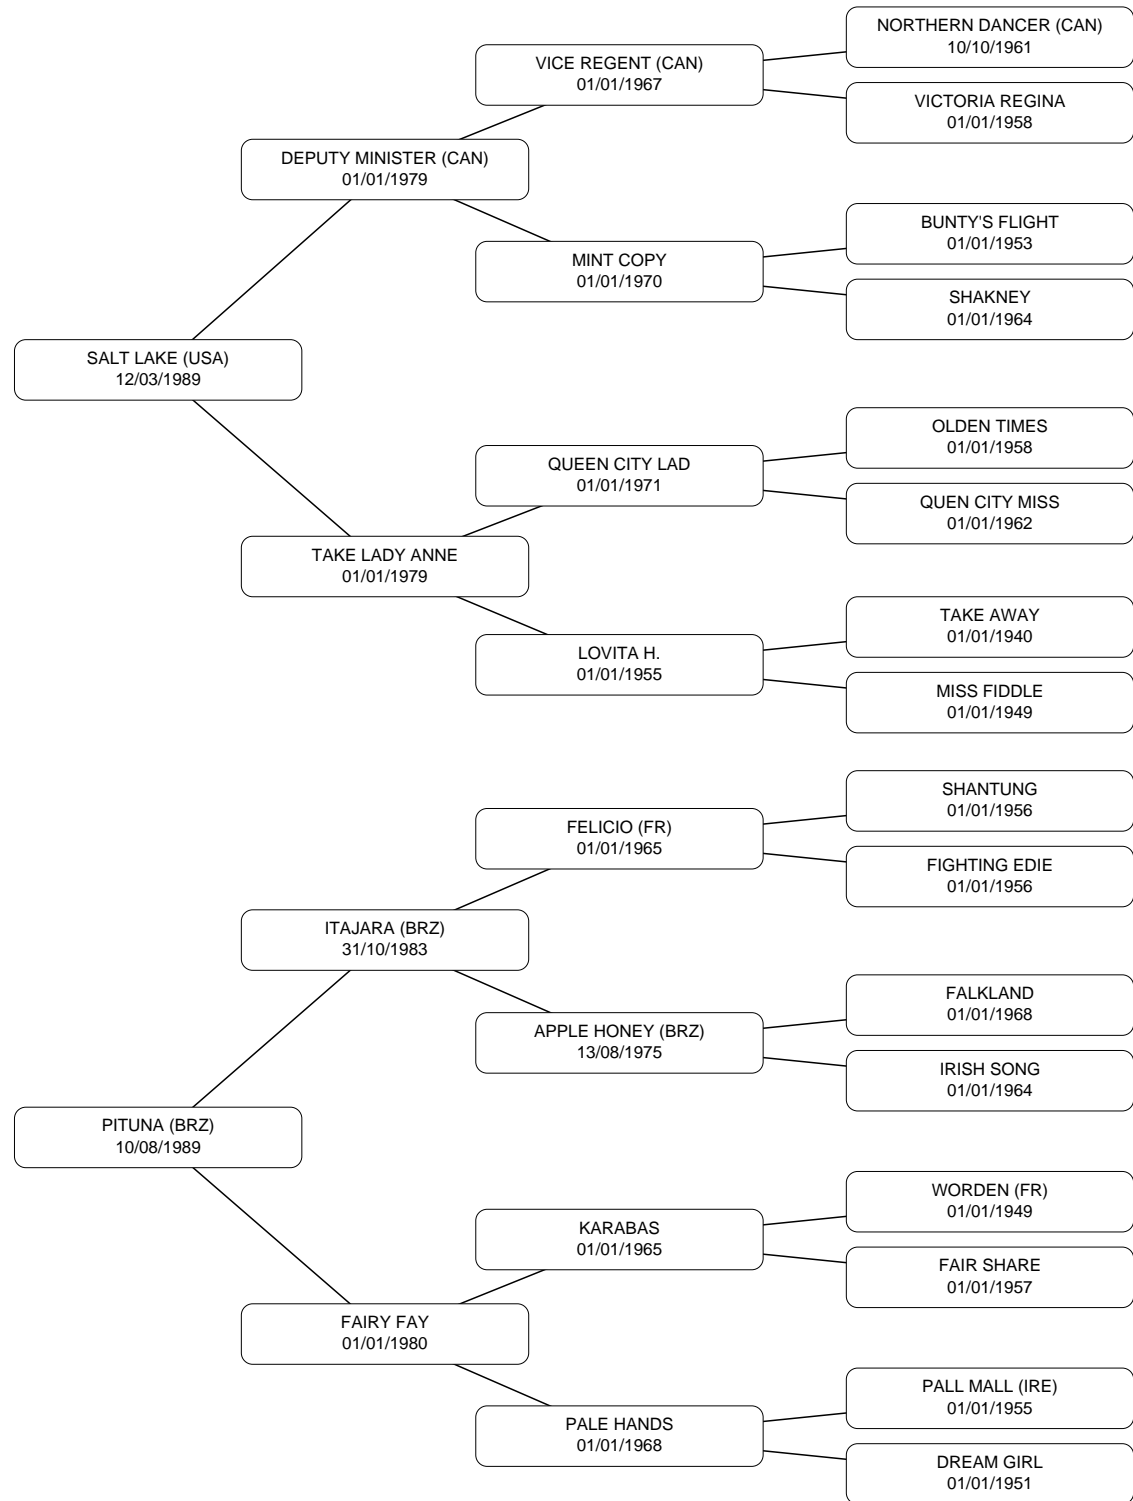 NORTHERN DANCER (CAN)
10/10/1961
VICE REGENT (CAN)
01/01/1967
VICTORIA REGINA
01/01/1958
DEPUTY MINISTER (CAN)
01/01/1979
BUNTY'S FLIGHT
01/01/1953
MINT COPY
01/01/1970
SHAKNEY
01/01/1964
SALT LAKE (USA)
12/03/1989
OLDEN TIMES
01/01/1958
QUEEN CITY LAD
01/01/1971
QUEN CITY MISS
01/01/1962
TAKE LADY ANNE
01/01/1979
TAKE AWAY
01/01/1940
LOVITA H.
01/01/1955
MISS FIDDLE
01/01/1949
SHANTUNG
01/01/1956
FELICIO (FR)
01/01/1965
FIGHTING EDIE
01/01/1956
ITAJARA (BRZ)
31/10/1983
FALKLAND
01/01/1968
APPLE HONEY (BRZ)
13/08/1975
IRISH SONG
01/01/1964
PITUNA (BRZ)
10/08/1989
WORDEN (FR)
01/01/1949
KARABAS
01/01/1965
FAIR SHARE
01/01/1957
FAIRY FAY
01/01/1980
PALL MALL (IRE)
01/01/1955
PALE HANDS
01/01/1968
DREAM GIRL
01/01/1951